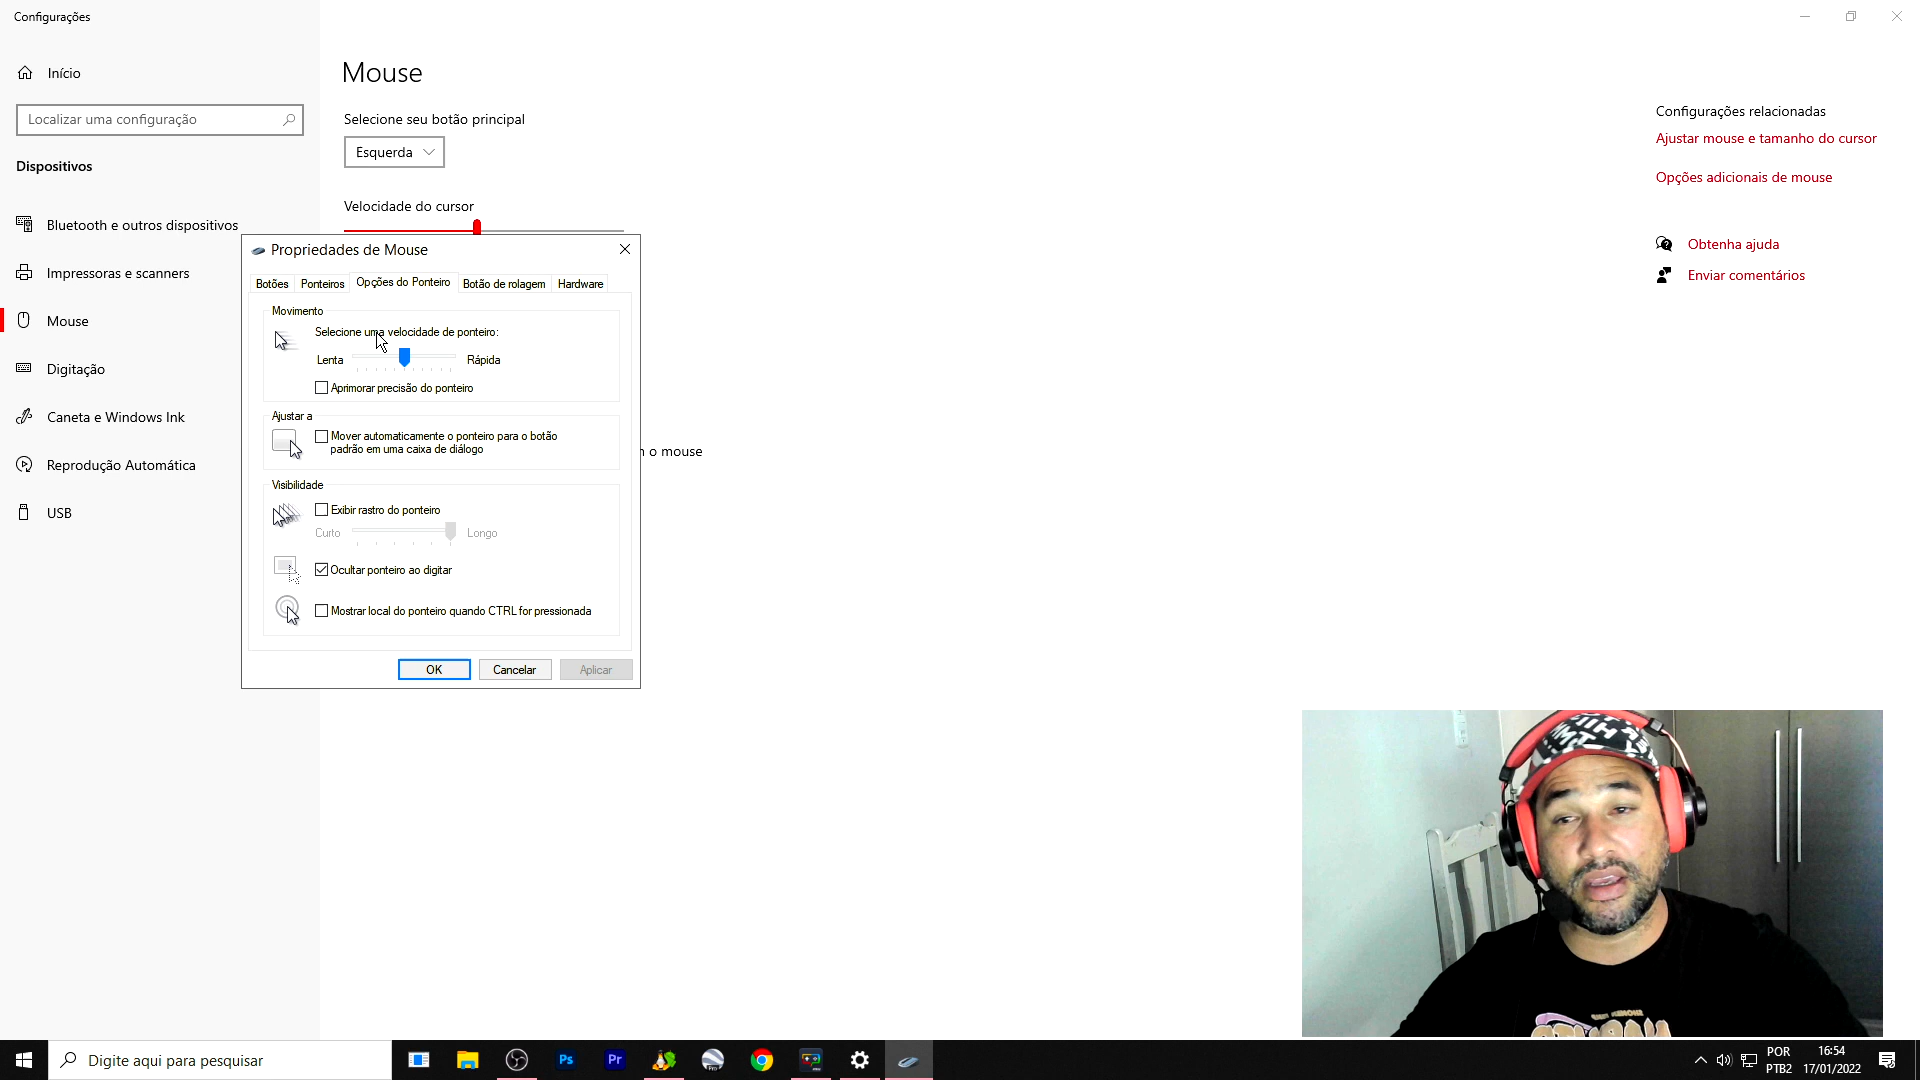 Configurações
Início
Localizar uma configuração
Dispositivos
Bluetooth e outros dispositivos
Impressoras e scanners
Mouse
Digitação
Caneta e Windows Ink
Reprodução Automática
USB
Mouse
Selecione seu botão principal
Esquerda
Velocidade do cursor
o mouse
Propriedades de Mouse
Botões
Ponteiros
Opções do Ponteiro
Botão de rolagem
Hardware
Movimento
Selecione uma velocidade de ponteiro:
Lenta
Rápida
Aprimorar precisão do ponteiro
Ajustar a
Mover automaticamente o ponteiro para o botão
padrão em uma caixa de diálogo
Visibilidade
Exibir rastro do ponteiro
Curto
Longo
Ocultar ponteiro ao digitar
Mostrar local do ponteiro quando CTRL for pressionada
OK
Cancelar
Aplicar
Configurações relacionadas
Ajustar mouse e tamanho do cursor
Opções adicionais de mouse
Obtenha ajuda
Enviar comentários
Digite aqui para pesquisar
Ps
Pr
POR
PTB2
16:54
17/01/2022